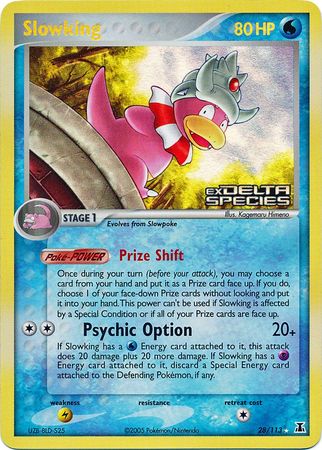 Slowking 80 HP
ex DELTA
SPECIES
Illus. Kagemaru Himeno
STAGE 1
Evolves from Slowpoke
Poké-POWER Prize Shift
Once during your turn (before your attack), you may choose a
card from your hand and put it as a Prize card face up. If you do,
choose 1 of your face-down Prize cards without looking and put
it into your hand. This power can't be used if Slowking is affected
by a Special Condition or if all of your Prize cards are face up.
Psychic Option 20+
If Slowking has a Energy card attached to it, this attack
does 20 damage plus 20 more damage. If Slowking has a
Energy card attached to it, discard a Special Energy card
attached to the Defending Pokémon, if any.
weakness resistance retreat cost
UZB-BLD-S25 ©2005 Pokémon/Nintendo 28/113